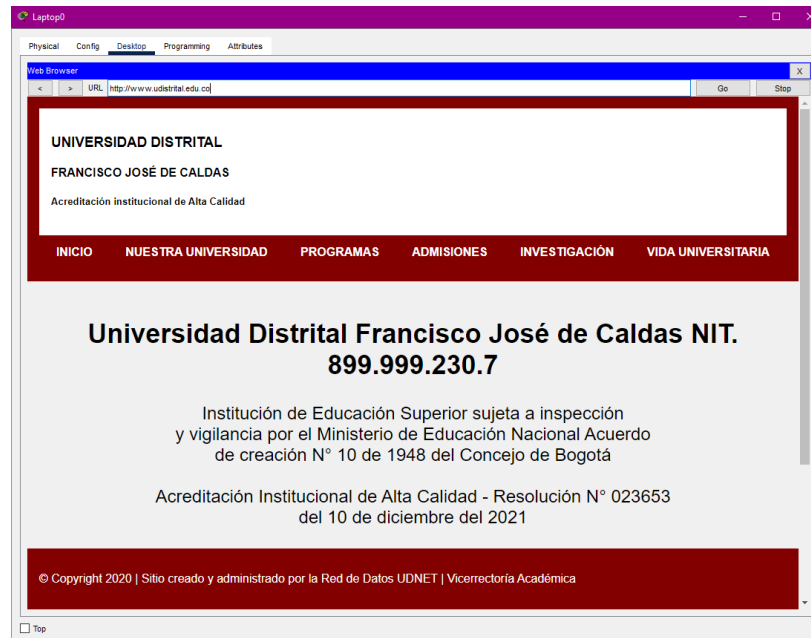 Laptop0
Physical Config Desktop Programming Attributes
Web Browser X
< > URL http://www.udistrital.edu.co Go Stop
UNIVERSIDAD DISTRITAL
FRANCISCO JOSÉ DE CALDAS
Acreditación institucional de Alta Calidad
INICIO NUESTRA UNIVERSIDAD PROGRAMAS ADMISIONES INVESTIGACIÓN VIDA UNIVERSITARIA
Universidad Distrital Francisco José de Caldas NIT.
899.999.230.7
Institución de Educación Superior sujeta a inspección
y vigilancia por el Ministerio de Educación Nacional Acuerdo
de creación N° 10 de 1948 del Concejo de Bogotá
Acreditación Institucional de Alta Calidad - Resolución N° 023653
del 10 de diciembre del 2021
© Copyright 2020 | Sitio creado y administrado por la Red de Datos UDNET | Vicerrectoría Académica
Top